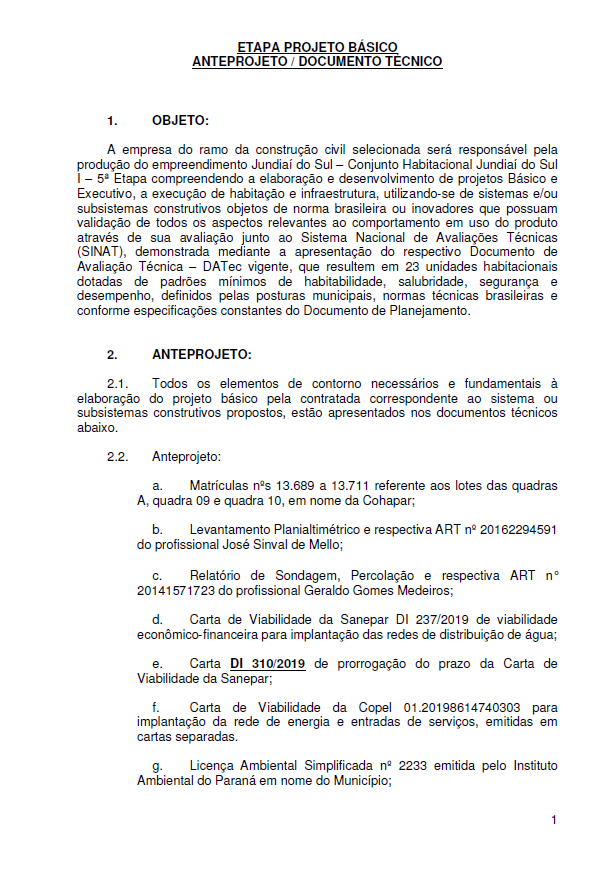 ETAPA PROJETO BÁSICO
ANTEPROJETO / DOCUMENTO TÉCNICO
1. OBJETO:
A empresa do ramo da construção civil selecionada será responsável pela
produção do empreendimento Jundiaí do Sul – Conjunto Habitacional Jundiaí do Sul
I – 5ª Etapa compreendendo a elaboração e desenvolvimento de projetos Básico e
Executivo, a execução de habitação e infraestrutura, utilizando-se de sistemas e/ou
subsistemas construtivos objetos de norma brasileira ou inovadores que possuam
validação de todos os aspectos relevantes ao comportamento em uso do produto
através de sua avaliação junto ao Sistema Nacional de Avaliações Técnicas
(SINAT), demonstrada mediante a apresentação do respectivo Documento de
Avaliação Técnica – DATec vigente, que resultem em 23 unidades habitacionais
dotadas de padrões mínimos de habitabilidade, salubridade, segurança e
desempenho, definidos pelas posturas municipais, normas técnicas brasileiras e
conforme especificações constantes do Documento de Planejamento.
2. ANTEPROJETO:
2.1. Todos os elementos de contorno necessários e fundamentais à
elaboração do projeto básico pela contratada correspondente ao sistema ou
subsistemas construtivos propostos, estão apresentados nos documentos técnicos
abaixo.
2.2. Anteprojeto:
a. Matrículas nºs 13.689 a 13.711 referente aos lotes das quadras
A, quadra 09 e quadra 10, em nome da Cohapar;
b. Levantamento Planialtimétrico e respectiva ART nº 20162294591
do profissional José Sinval de Mello;
c. Relatório de Sondagem, Percolação e respectiva ART n°
20141571723 do profissional Geraldo Gomes Medeiros;
d. Carta de Viabilidade da Sanepar DI 237/2019 de viabilidade
econômico-financeira para implantação das redes de distribuição de água;
e. Carta DI 310/2019 de prorrogação do prazo da Carta de
Viabilidade da Sanepar;
f. Carta de Viabilidade da Copel 01.20198614740303 para
implantação da rede de energia e entradas de serviços, emitidas em
cartas separadas.
g. Licença Ambiental Simplificada nº 2233 emitida pelo Instituto
Ambiental do Paraná em nome do Município;
1